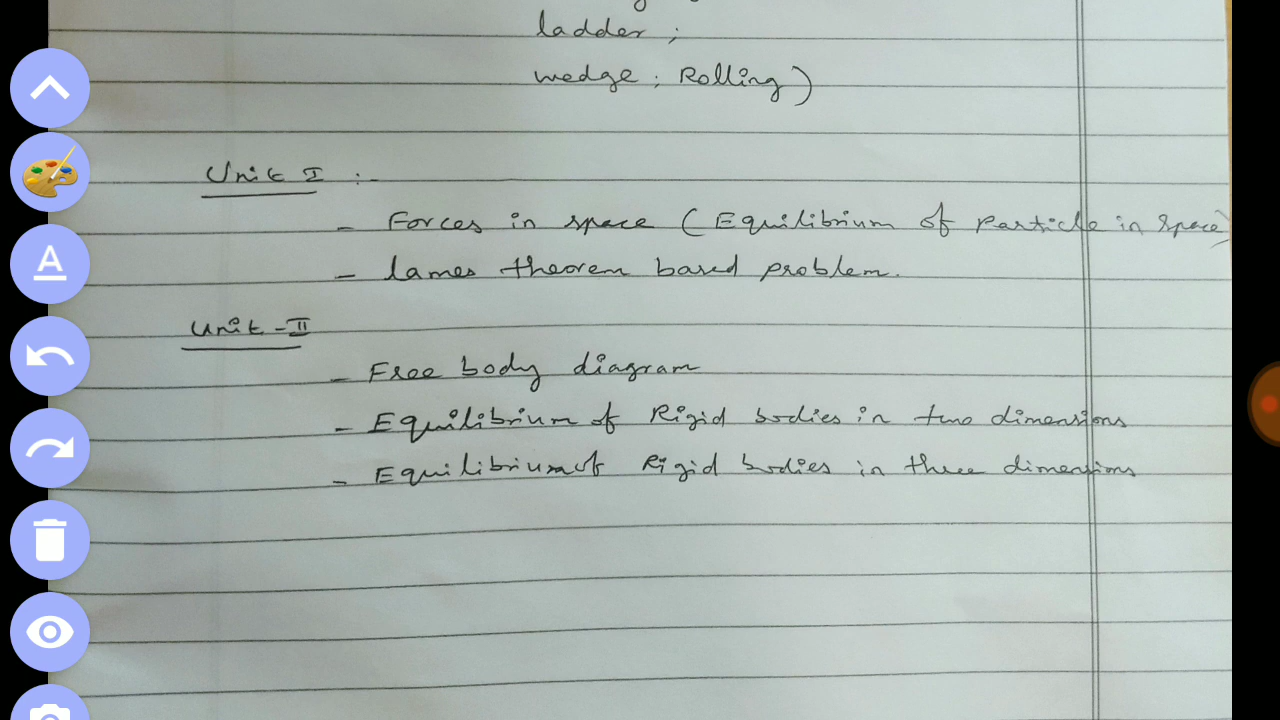 ladder ;
wedge ; Rolling )
Unit I :-
- Forces in space ( Equilibrium of Particle in Space )
- lames theorem based problem.
Unit - II
- Free body diagram
- Equilibrium of Rigid bodies in two dimensions
- Equilibrium of Rigid bodies in three dimensions